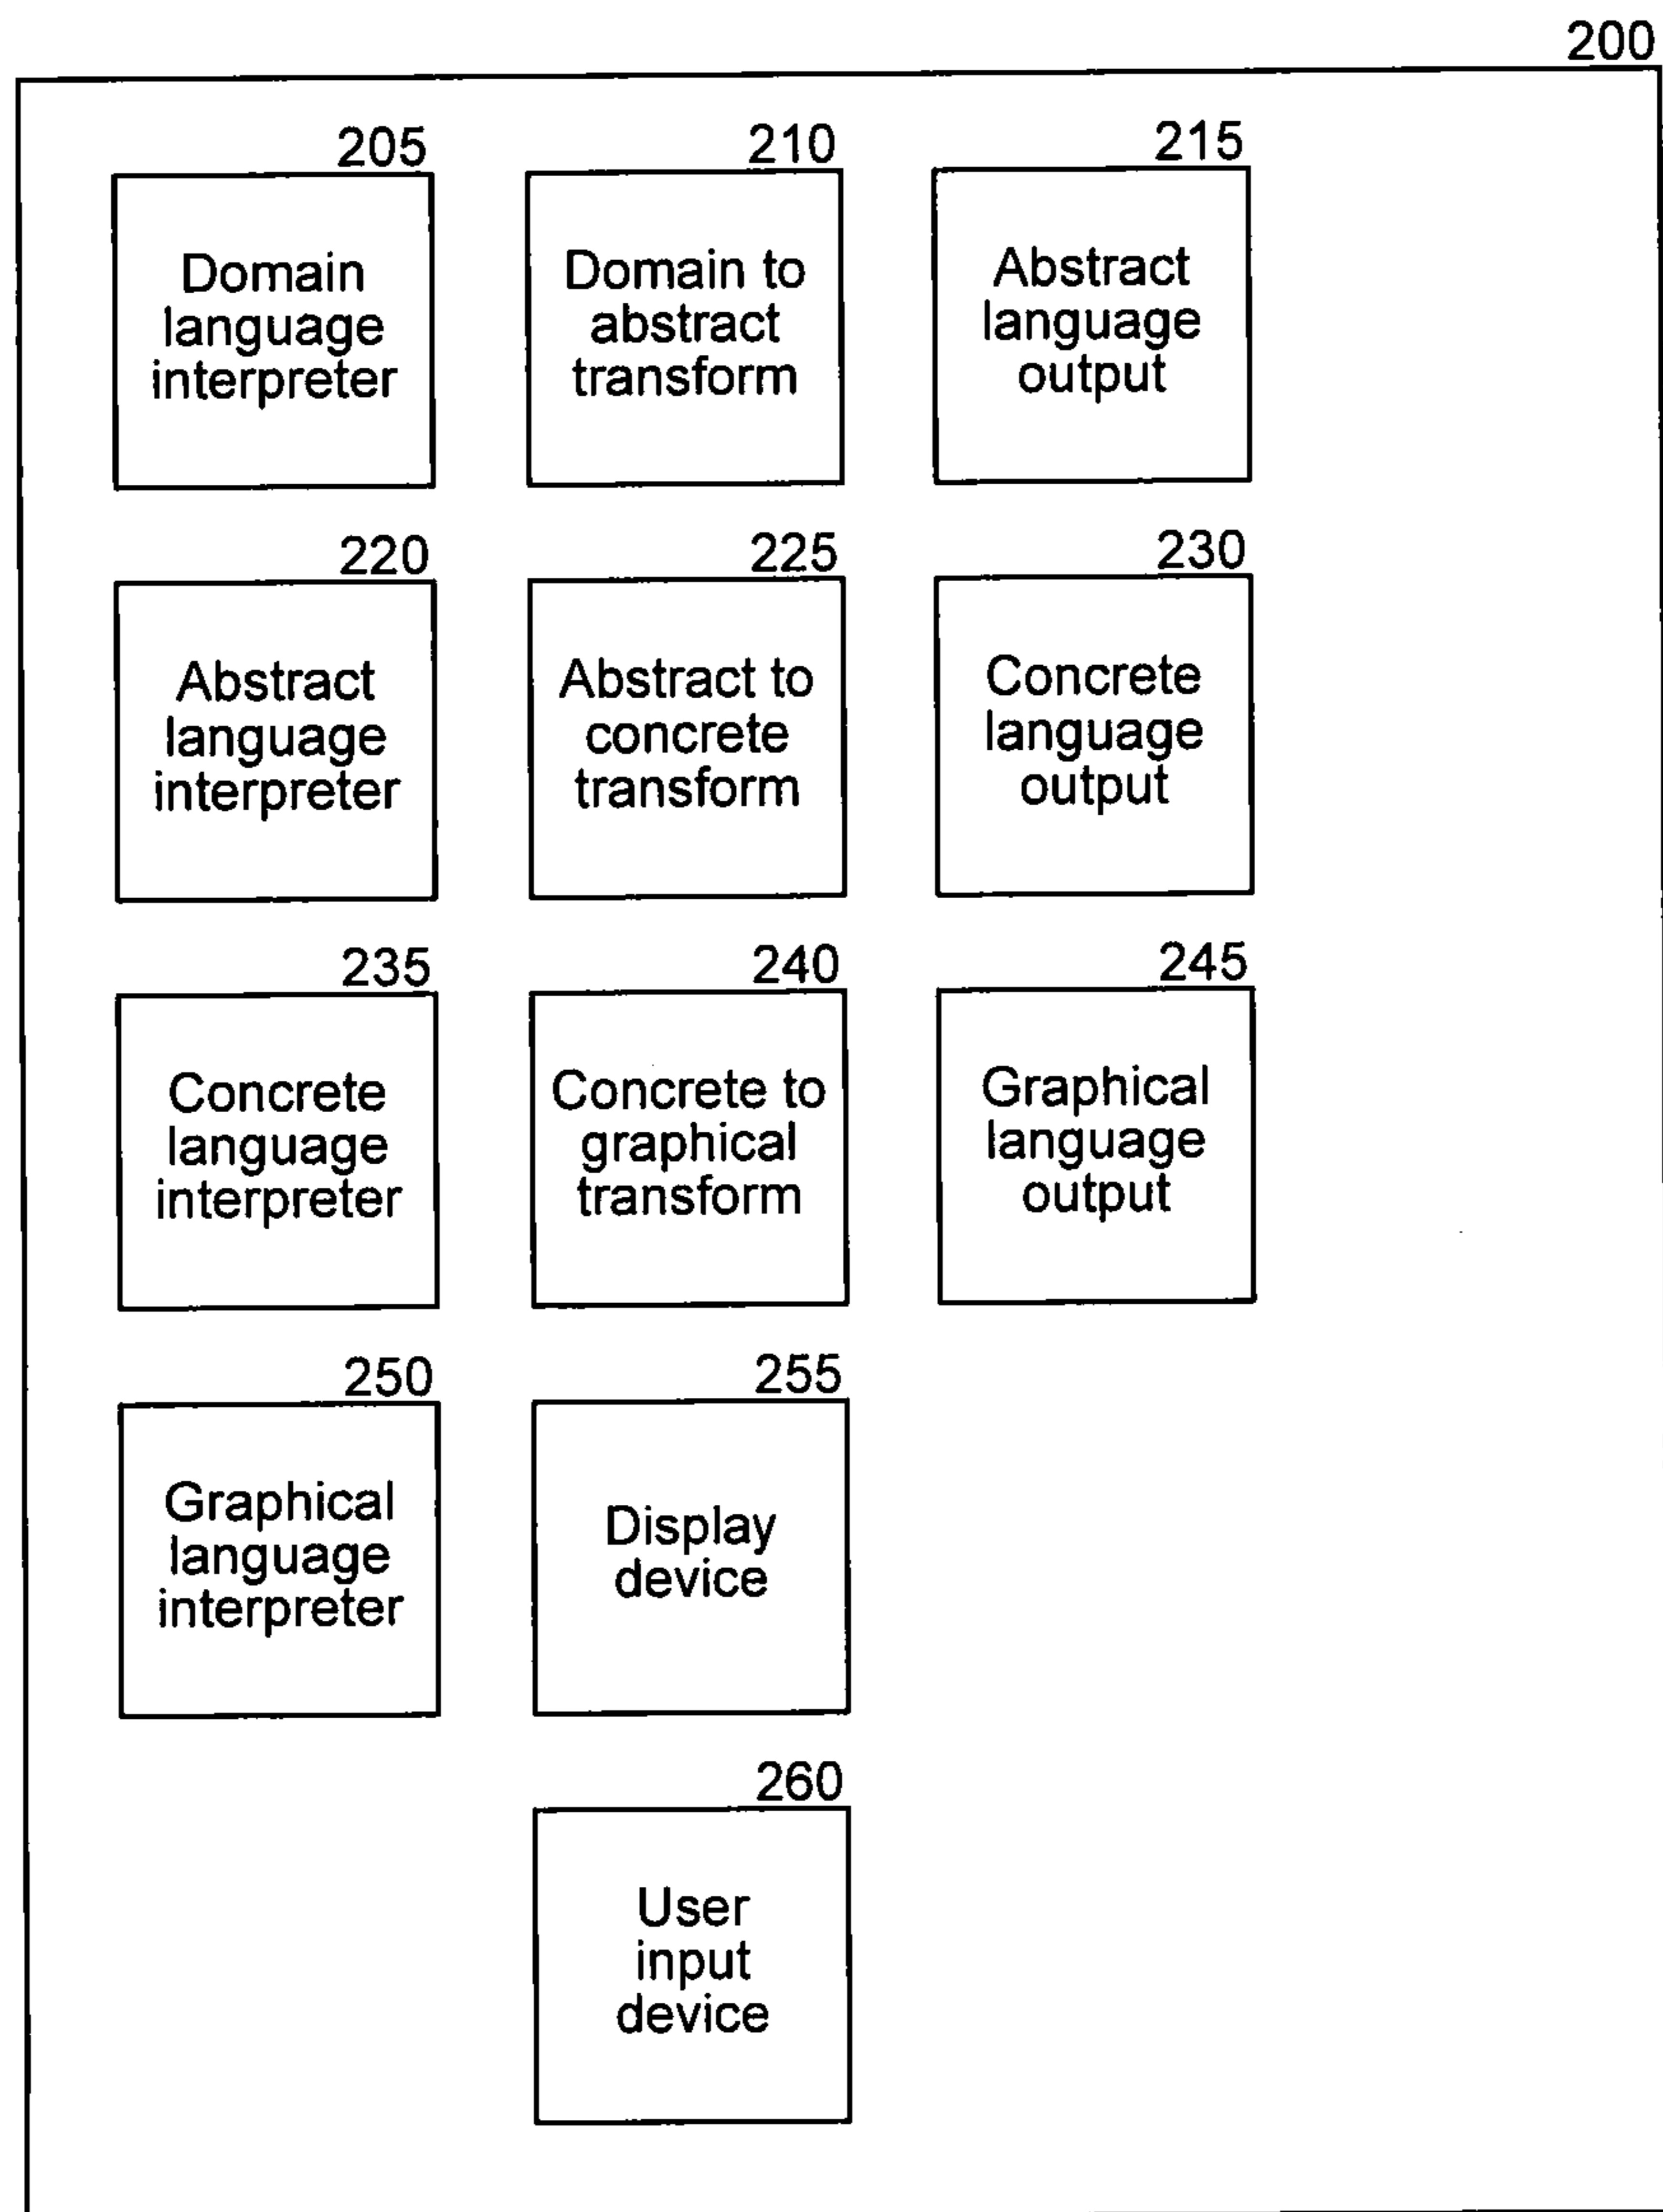 200
205
Domain
language
interpreter
210
Domain to
abstract
transform
215
Abstract
language
output
220
Abstract
language
interpreter
225
Abstract to
concrete
transform
230
Concrete
language
output
235
Concrete
language
interpreter
240
Concrete to
graphical
transform
245
Graphical
language
output
250
Graphical
language
interpreter
255
Display
device
260
User
input
device